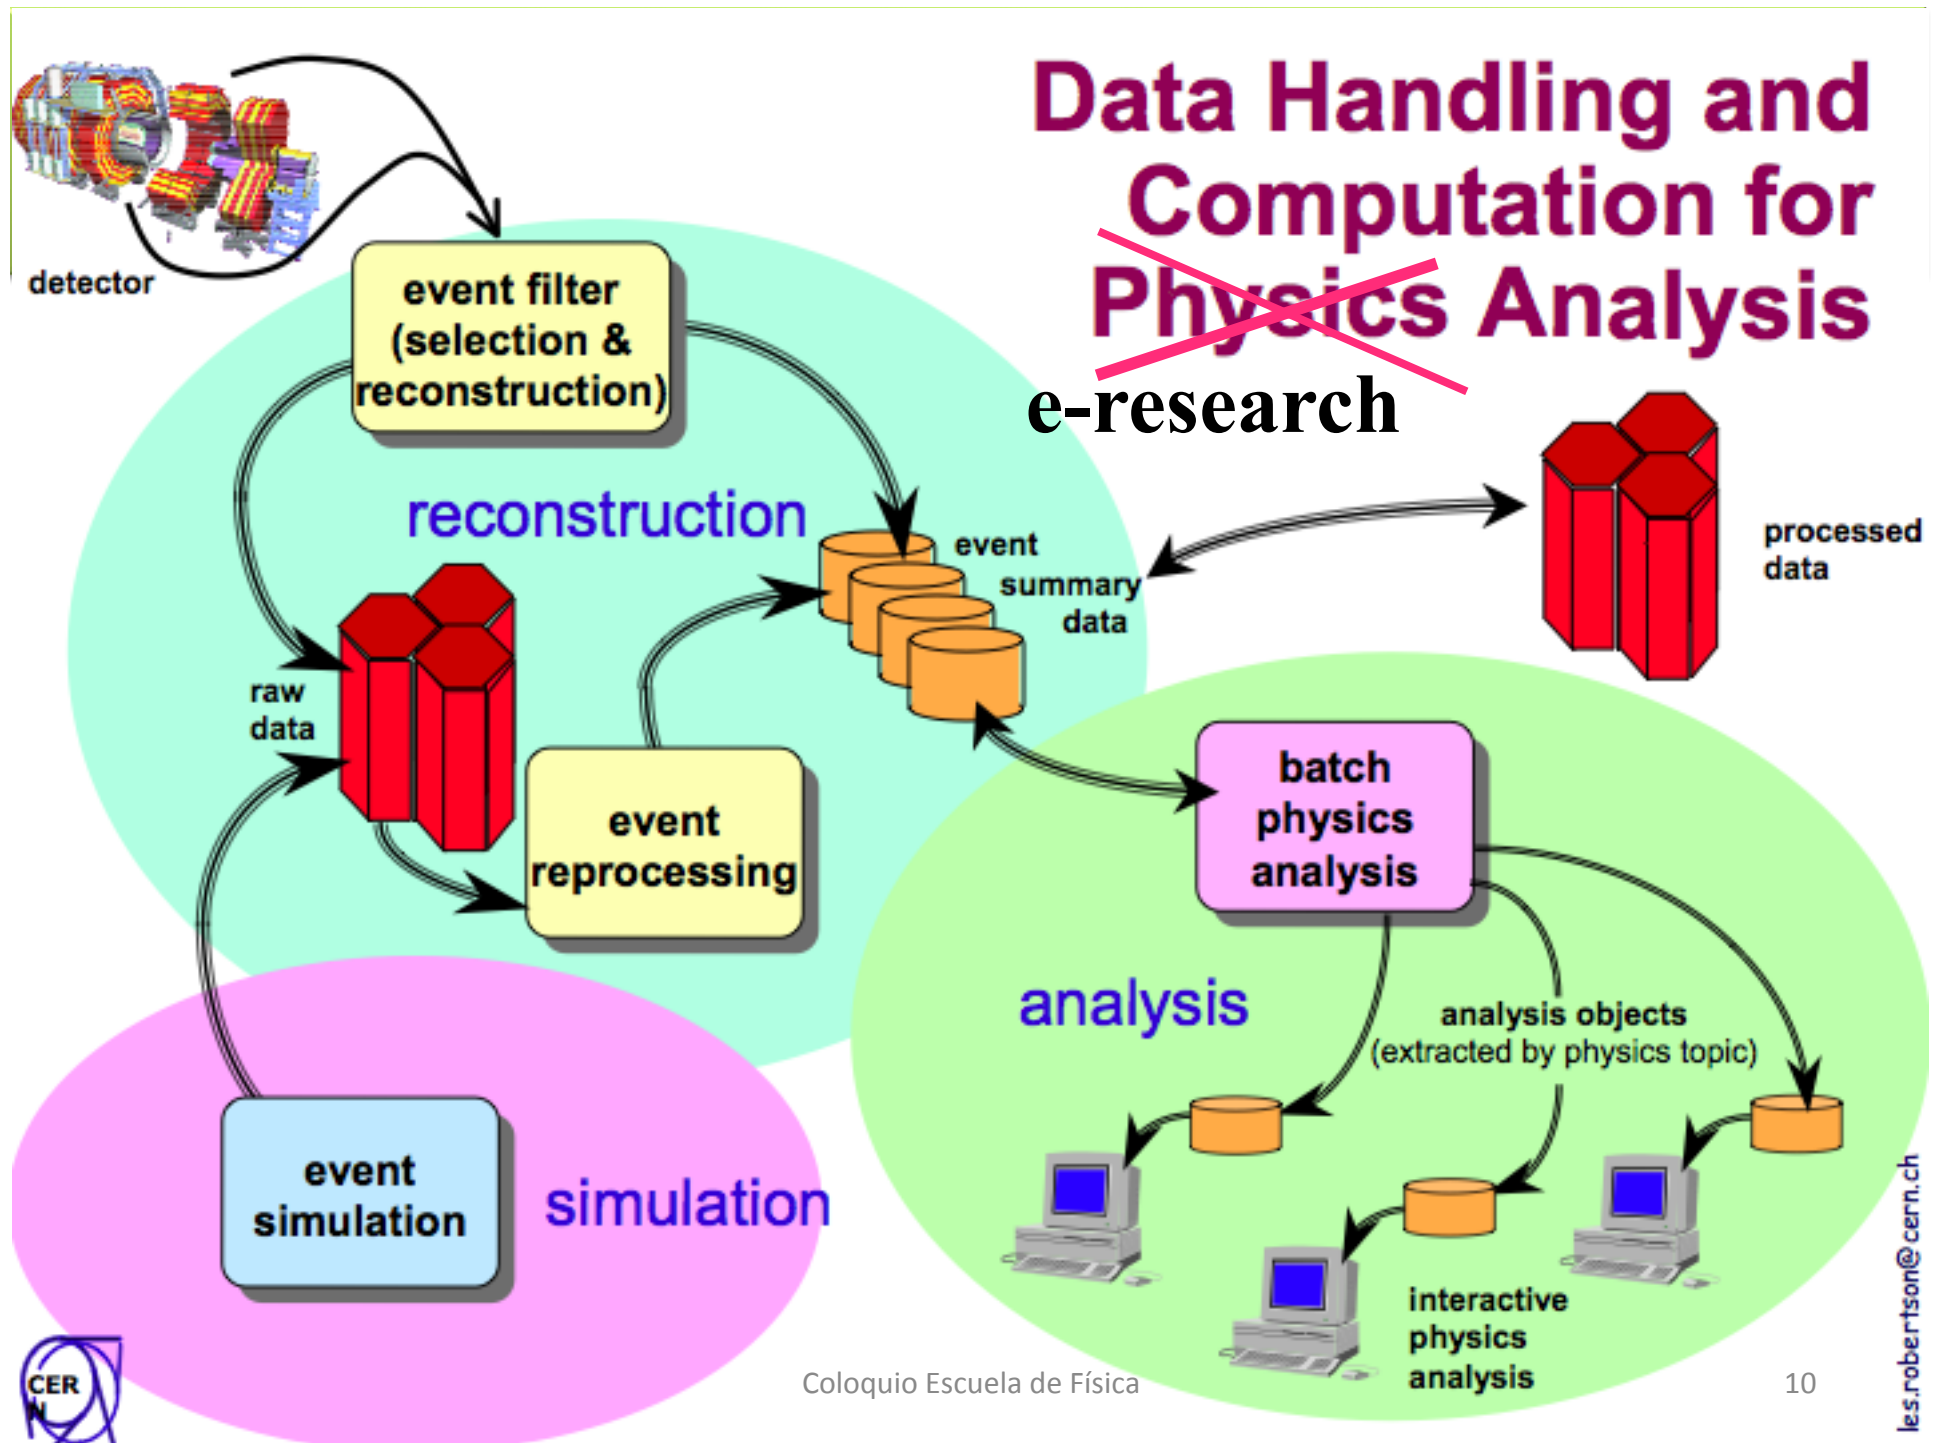 Data Handling and
Computation for
Physics Analysis
e-research
detector
event filter
(selection &
reconstruction)
reconstruction
event
summary
data
processed
data
raw
data
event
reprocessing
batch
physics
analysis
analysis
analysis objects
(extracted by physics topic)
event
simulation
simulation
interactive
physics
analysis
les.robertson@cern.ch
CER
N
Coloquio Escuela de Física
10